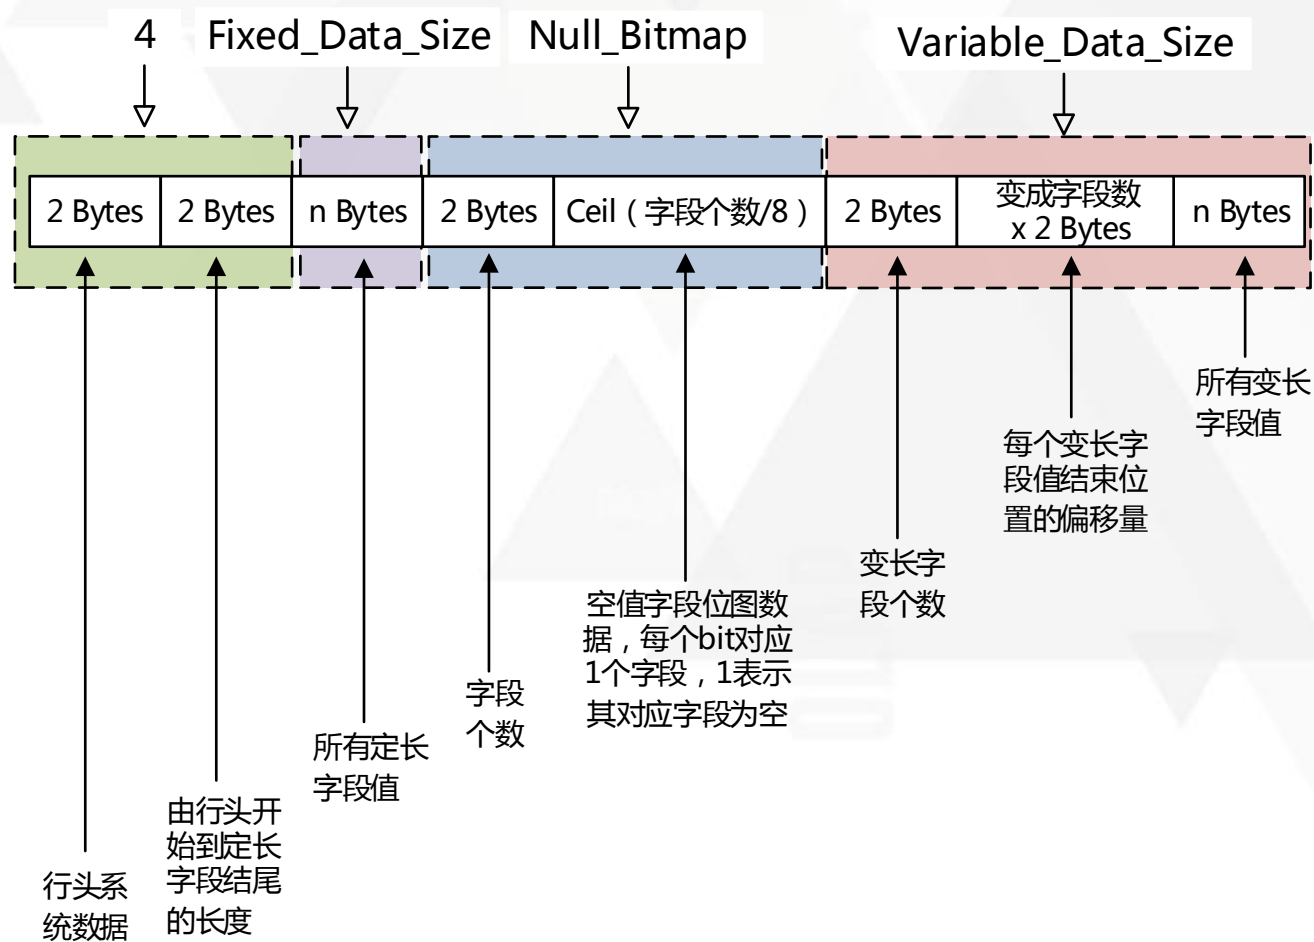 4
Fixed_Data_Size
Null_Bitmap
Variable_Data_Size
2 Bytes
2 Bytes
n Bytes
2 Bytes
Ceil（字段个数/8）
2 Bytes
变成字段数
x 2 Bytes
n Bytes
所有变长
字段值
每个变长字
段值结束位
置的偏移量
变长字
段个数
空值字段位图数
据，每个bit对应
1个字段，1表示
其对应字段为空
字段
个数
所有定长
字段值
由行头开
始到定长
字段结尾
的长度
行头系
统数据